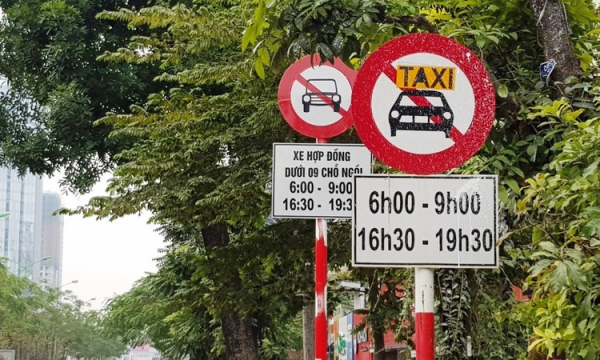 XE HỢP ĐỒNG
DƯỚI 09 CHỖ NGỒI
6:00 - 9:00
16:30 - 19:3
TAXI
6h00 - 9h00
16h30 - 19h30